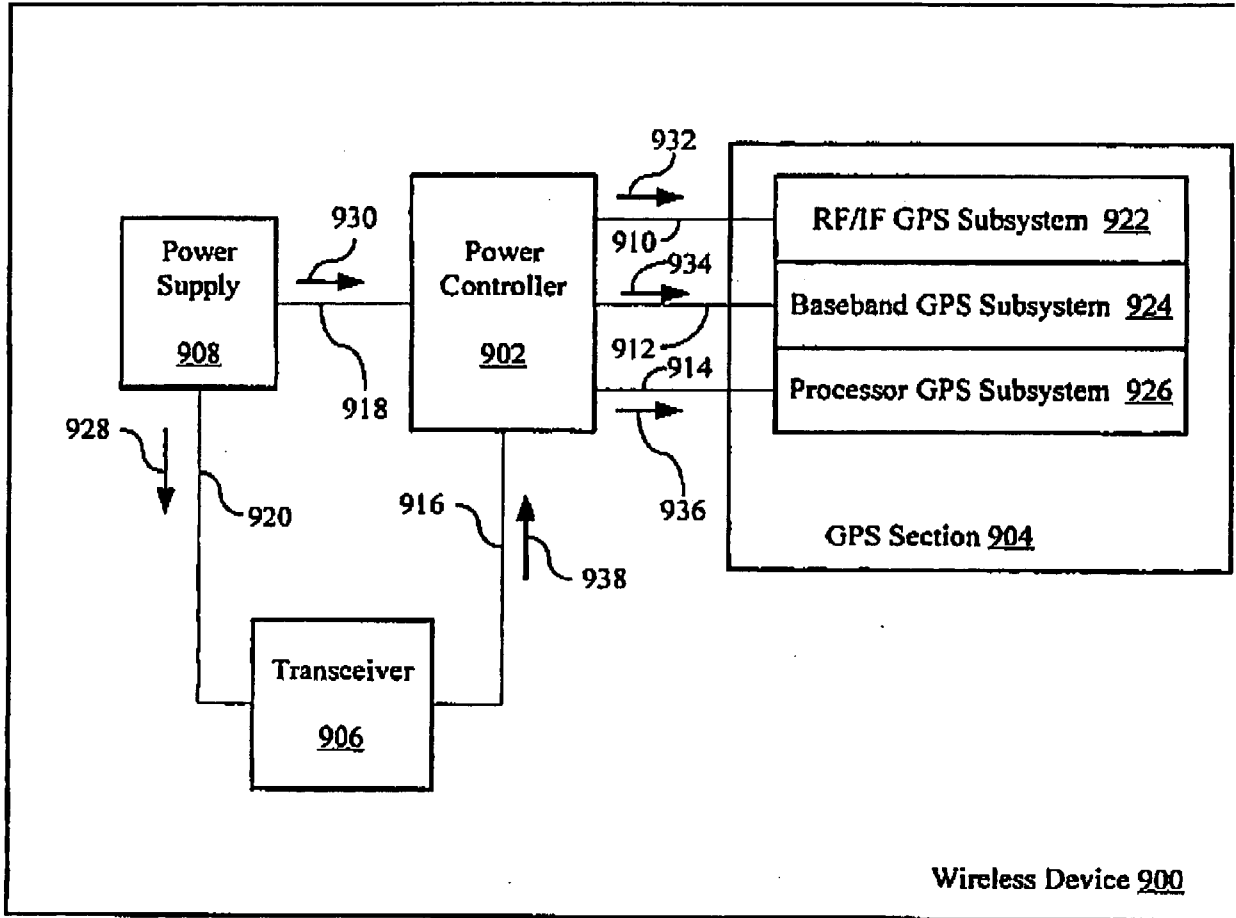 932
930
Power
Supply
908
918
Power
Controller
902
910
934
912
914
936
RF/IF GPS Subsystem 922
Baseband GPS Subsystem 924
Processor GPS Subsystem 926
GPS Section 904
928
920
916
938
Transceiver
906
Wireless Device 900